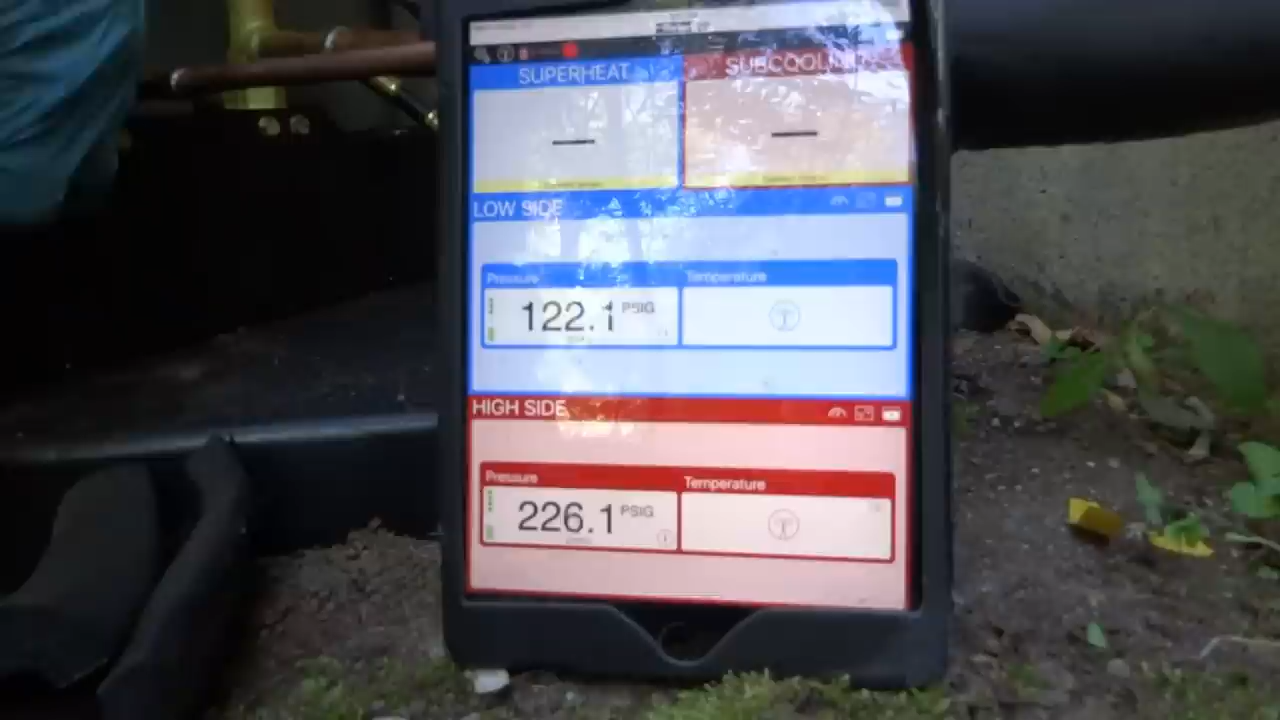 SUPERHEAT
SUBCOOLING
LOW SIDE
Pressure
Temperature
122.1 PSIG
HIGH SIDE
Pressure
Temperature
226.1 PSIG